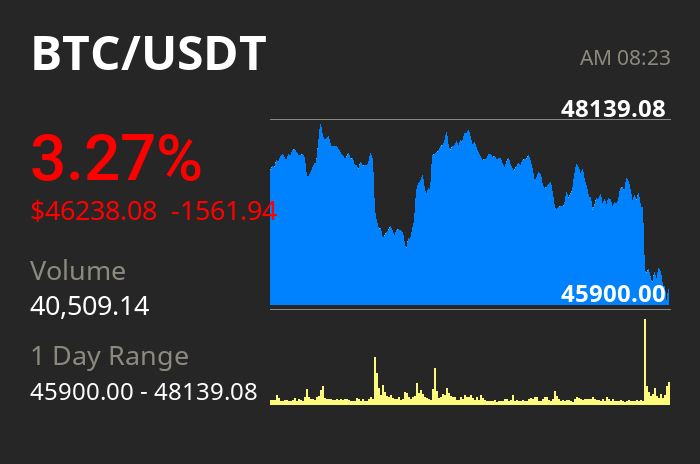 BTC/USDT
AM 08:23
48139.08
3.27%
$46238.08 -1561.94
Volume
40,509.14
45900.00
1 Day Range
45900.00 - 48139.08